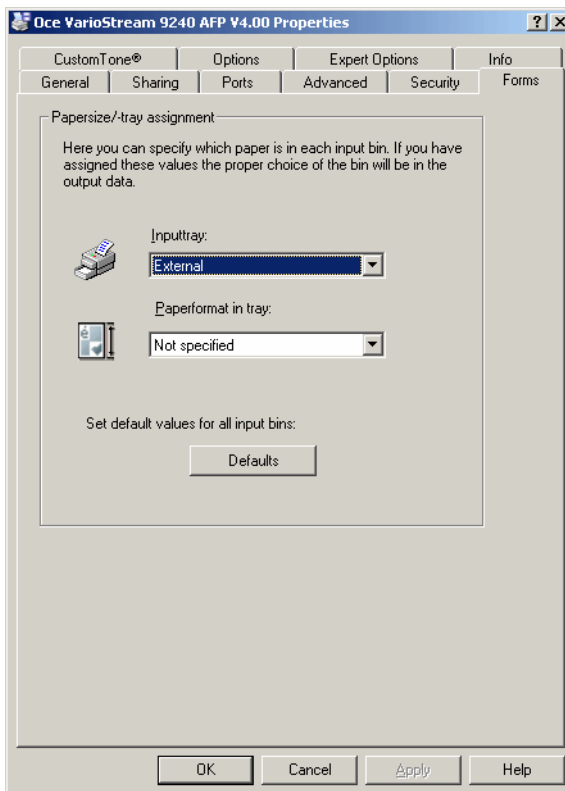 Oce VarioStream 9240 AFP V4.00 Properties
CustomTone® Options Expert Options Info
General Sharing Ports Advanced Security Forms
Papersize/-tray assignment
Here you can specify which paper is in each input bin. If you have
assigned these values the proper choice of the bin will be in the
output data.
Inputtray:
External
Paperformat in tray:
é
Not specified
Set default values for all input bins:
Defaults
OK Cancel Apply Help